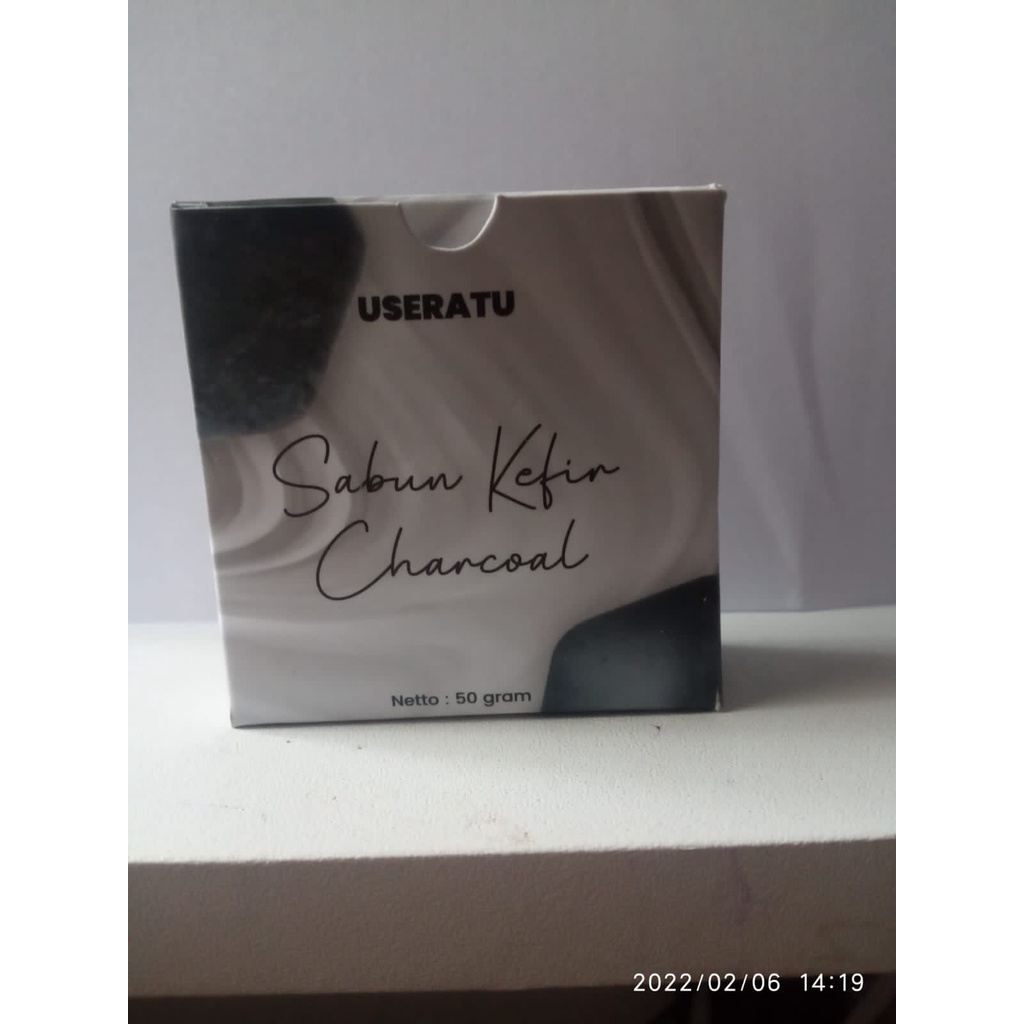 USERATU
Sabun Kefir
Charcoal
Netto : 50 gram
2022/02/06 14:19